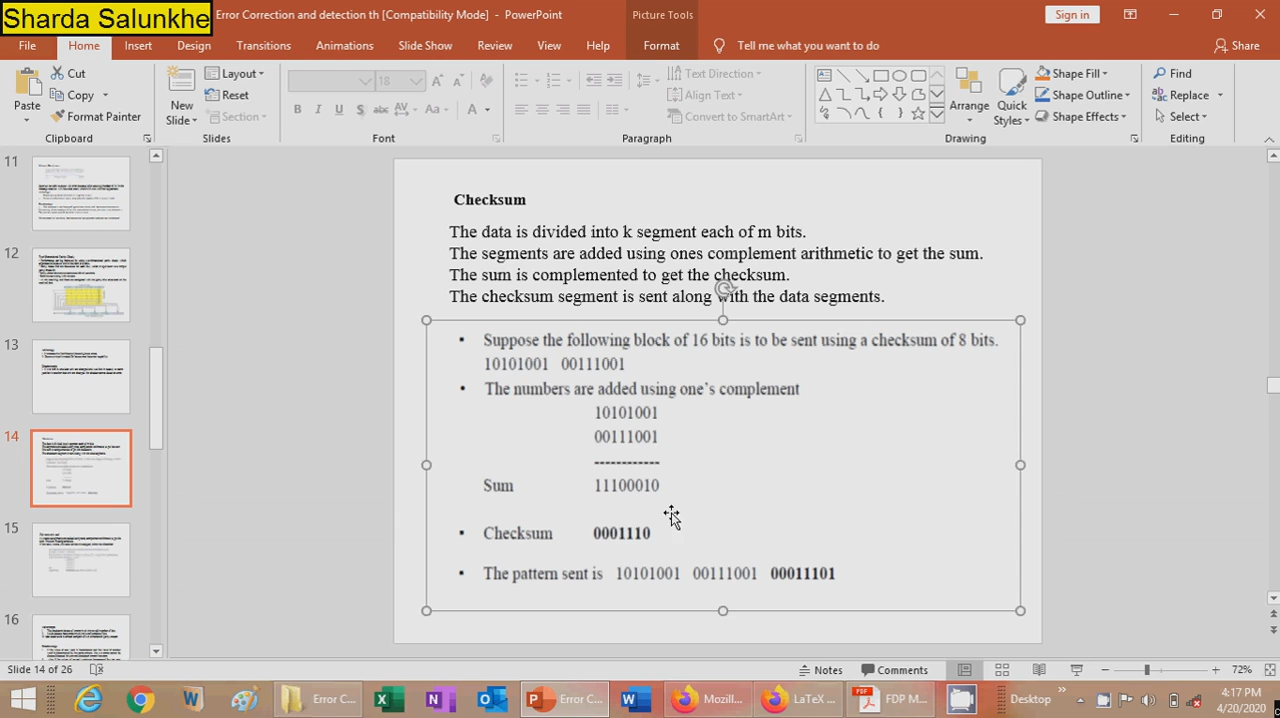 Sharda Salunkhe
Error Correction and detection th [Compatibility Mode] - PowerPoint
Picture Tools
Sign in
File Home Insert Design Transitions Animations Slide Show Review View Help Format Tell me what you want to do Share
Cut
Copy
Format Painter
Paste
Clipboard
New Slide
Layout
Reset
Section
Slides
18
B I U S abc AV Aa A
Font
Text Direction
Align Text
Convert to SmartArt
Paragraph
Arrange
Quick Styles
Shape Fill
Shape Outline
Shape Effects
Drawing
Find
Replace
Select
Editing
11
12
13
14
15
16
Checksum
The data is divided into k segment each of m bits.
The segments are added using ones complement arithmetic to get the sum.
The sum is complemented to get the checksum.
The checksum segment is sent along with the data segments.
• Suppose the following block of 16 bits is to be sent using a checksum of 8 bits.
10101001 00111001
• The numbers are added using one's complement
10101001
00111001
------------
Sum 11100010
• Checksum 0001110
• The pattern sent is 10101001 00111001 00011101
Slide 14 of 26
Notes
Comments
72%
Error C...
Error C...
Mozill...
LaTeX ...
FDP M...
Desktop
4:17 PM
4/20/2020